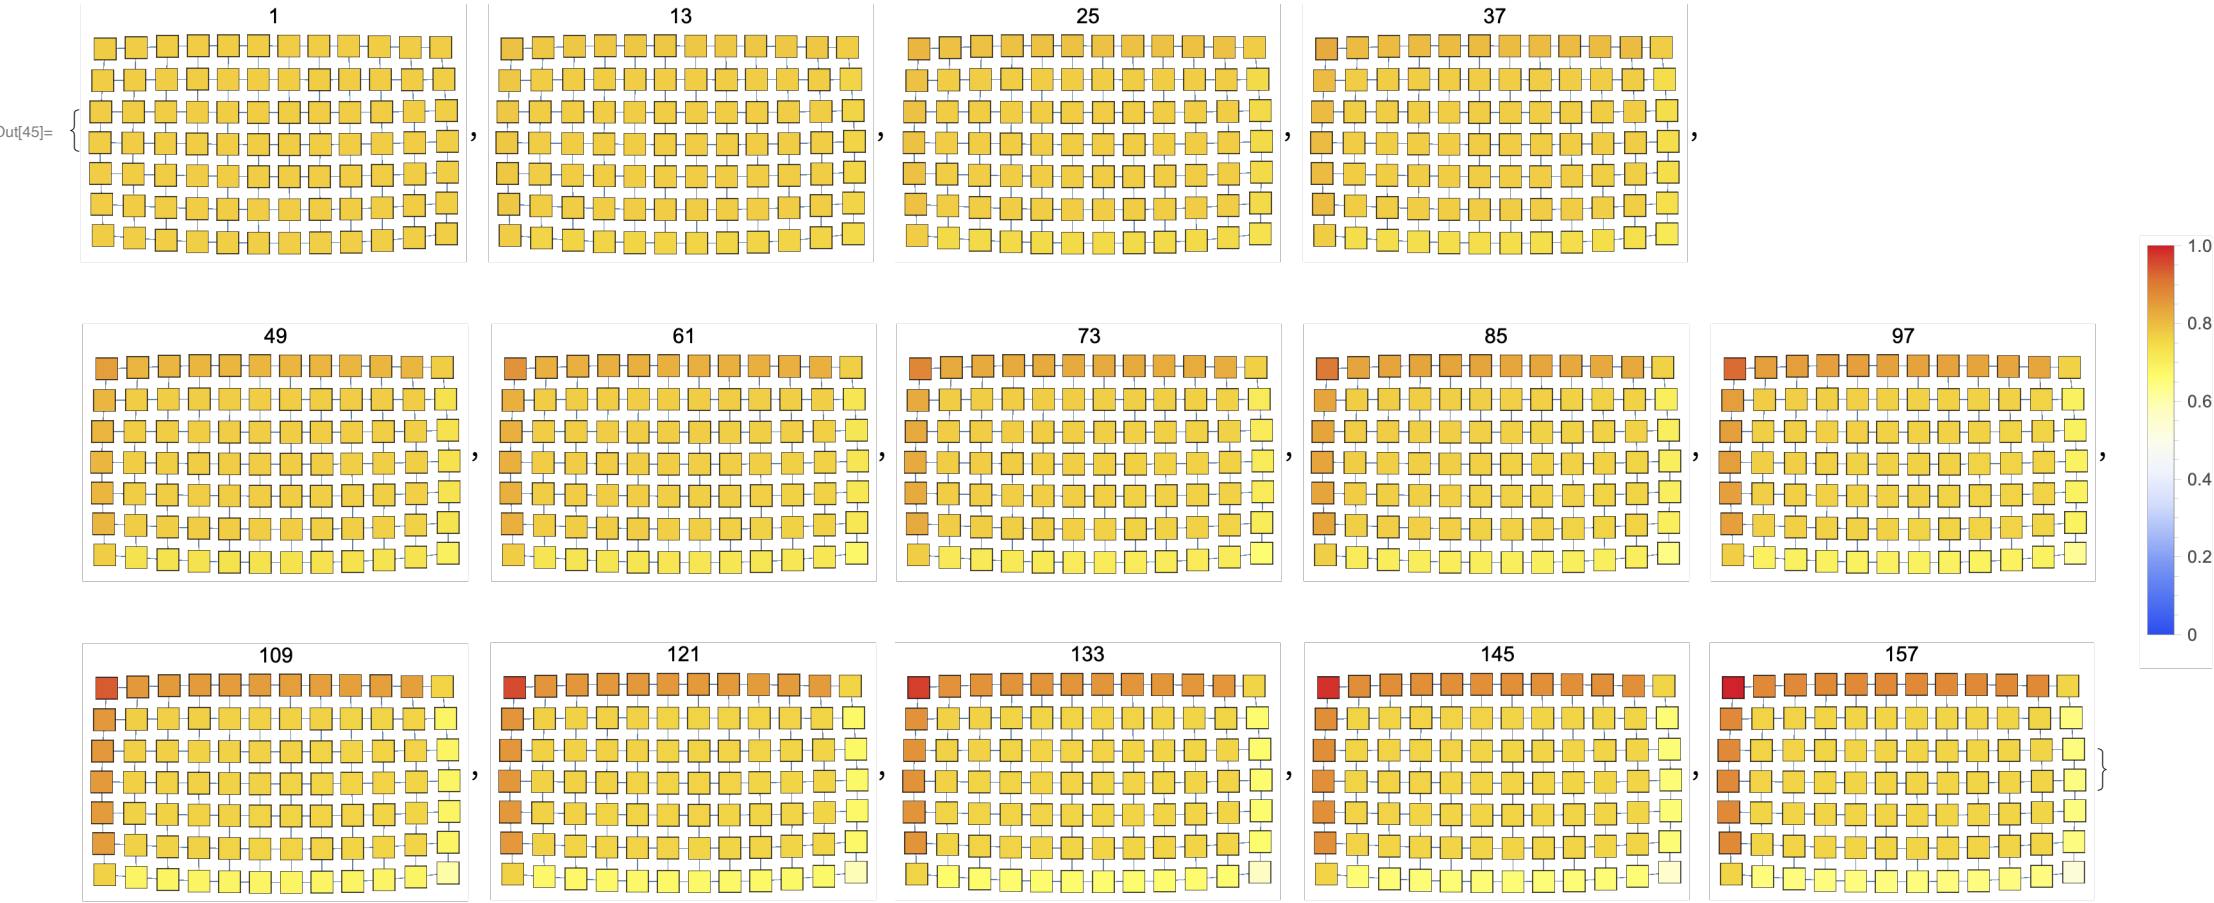 1 13 25 37
Out[45]= { , , , ,
49 61 73 85 97
, , , , ,
109 121 133 145 157
, , , , }
1.0
0.8
0.6
0.4
0.2
0